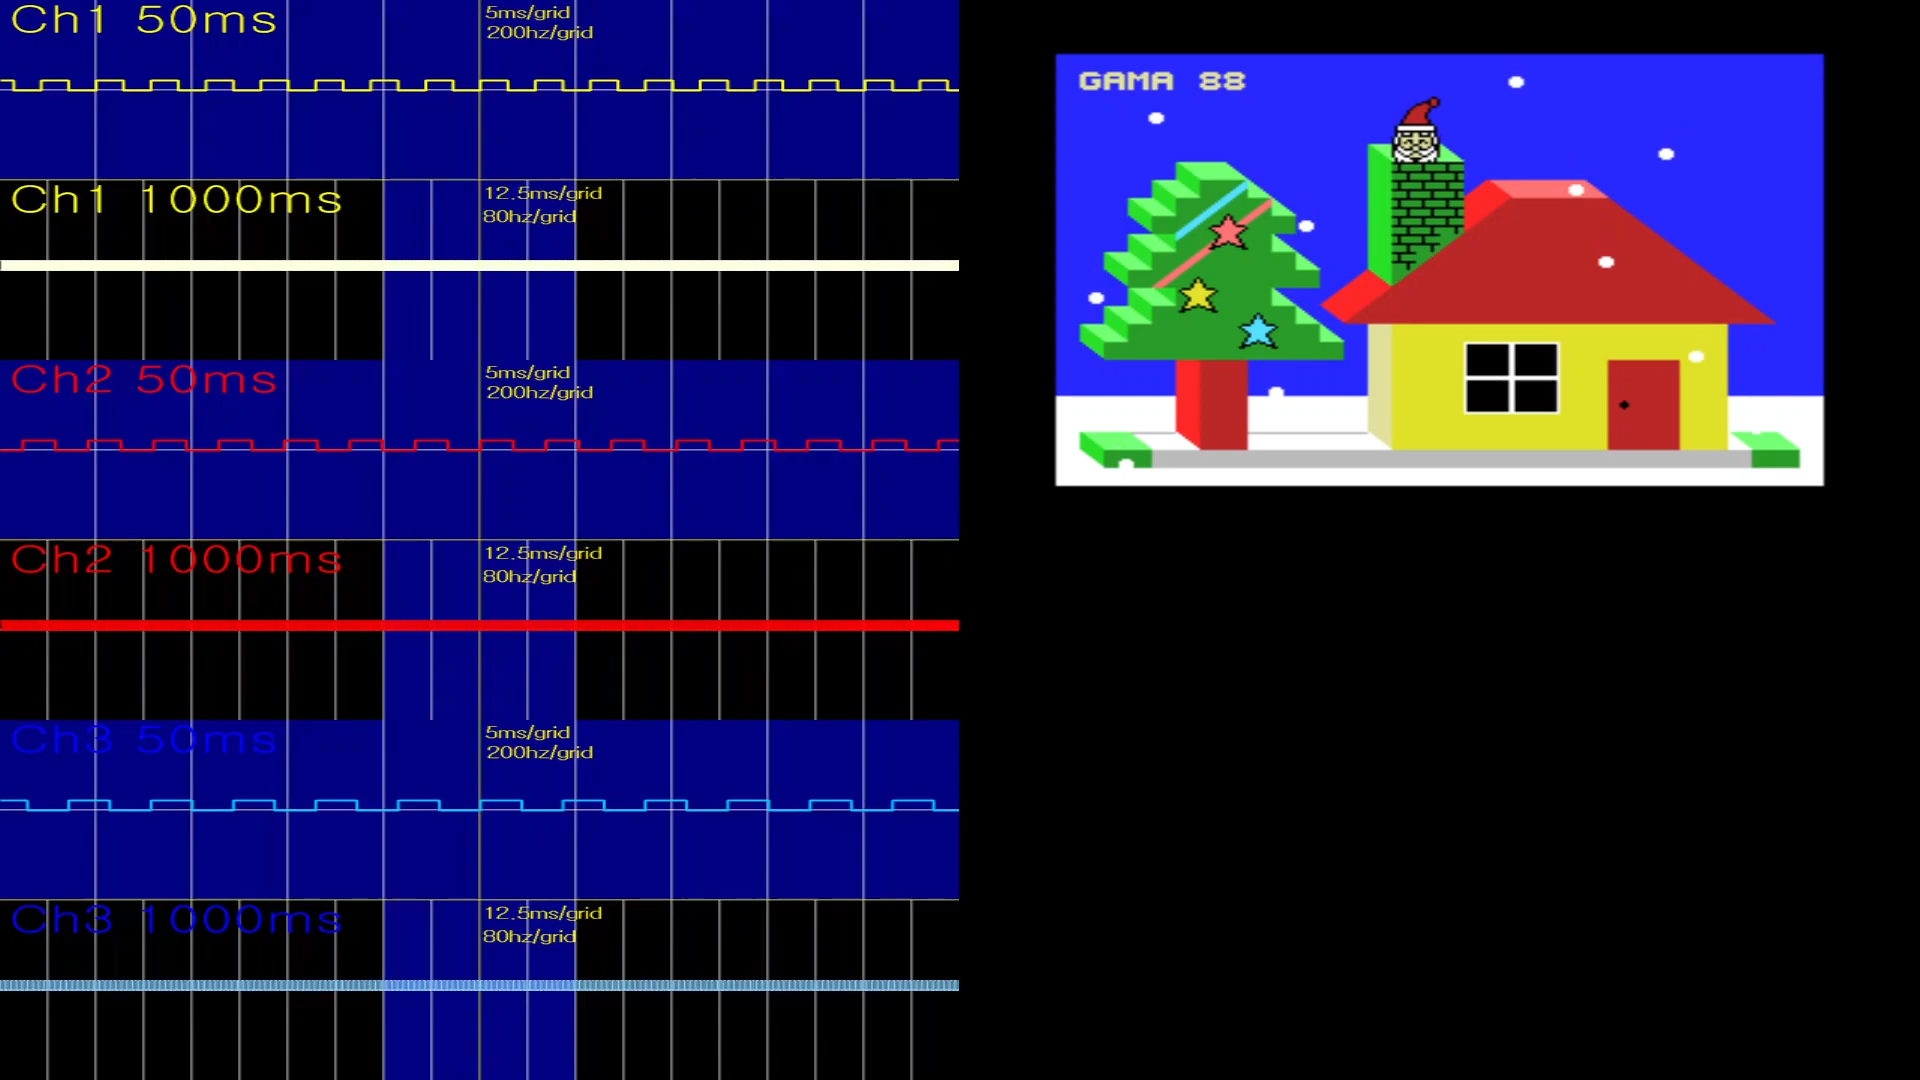 Ch1 50ms
5ms/grid
200hz/grid
Ch1 1000ms
12.5ms/grid
80hz/grid
Ch2 50ms
5ms/grid
200hz/grid
Ch2 1000ms
12.5ms/grid
80hz/grid
Ch3 50ms
5ms/grid
200hz/grid
Ch3 1000ms
12.5ms/grid
80hz/grid
GAMA 88